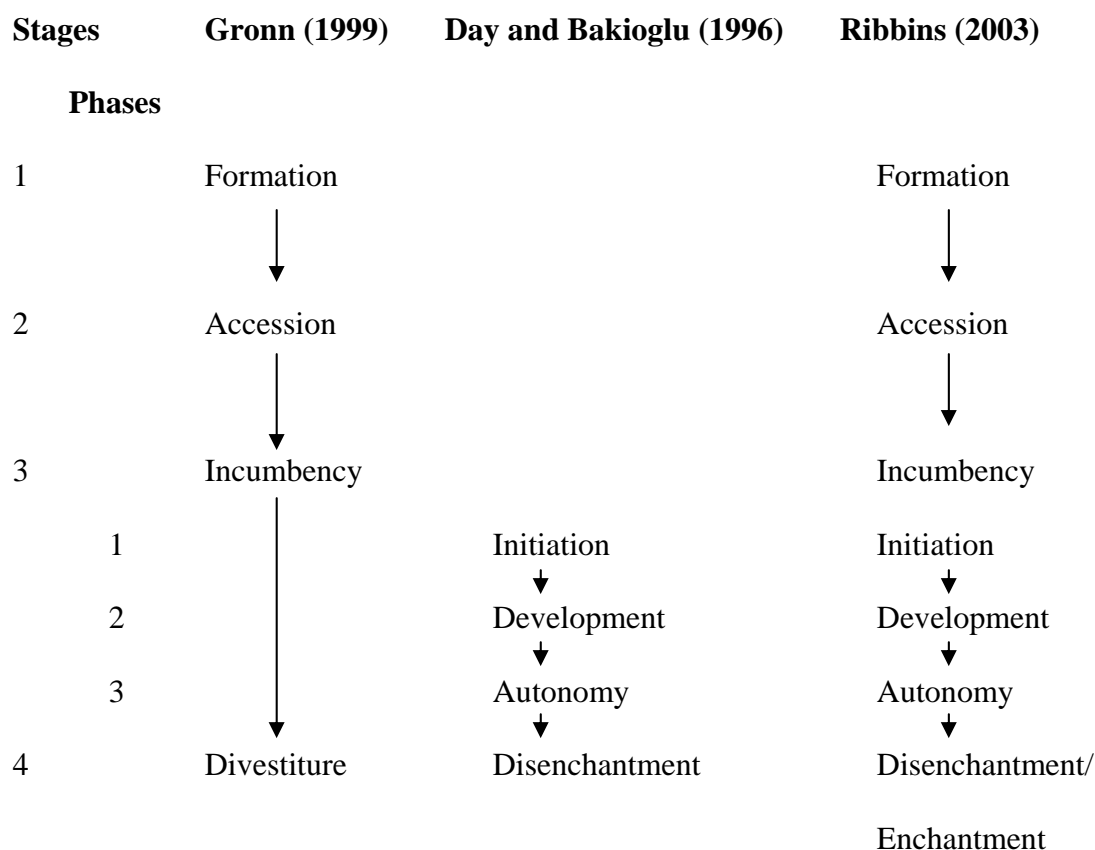 Stages Gronn (1999) Day and Bakioglu (1996) Ribbins (2003)
Phases
1 Formation Formation
2 Accession Accession
3 Incumbency Incumbency
1 Initiation Initiation
2 Development Development
3 Autonomy Autonomy
4 Divestiture Disenchantment Disenchantment/
Enchantment